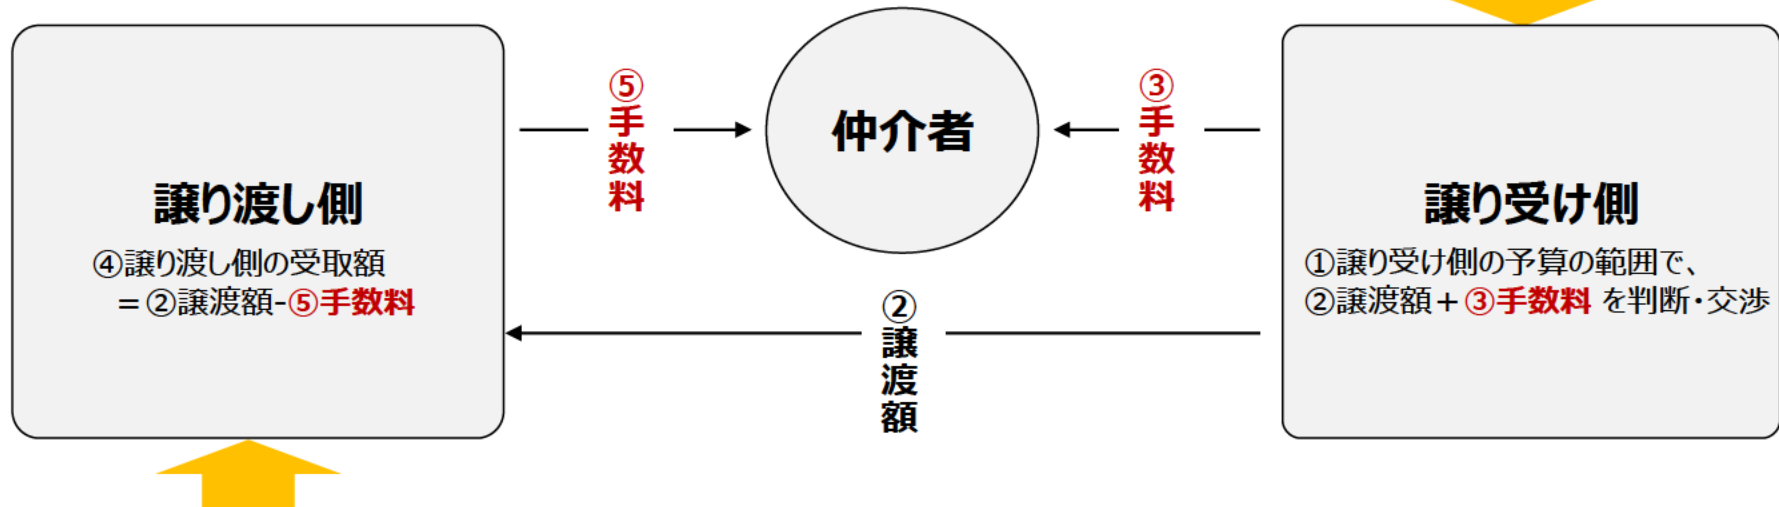 譲り渡し側
④譲り渡し側の受取額
=②譲渡額-⑤手数料
⑤手数料
仲介者
③手数料
②譲渡額
譲り受け側
①譲り受け側の予算の範囲で、
②譲渡額+③手数料 を判断・交渉